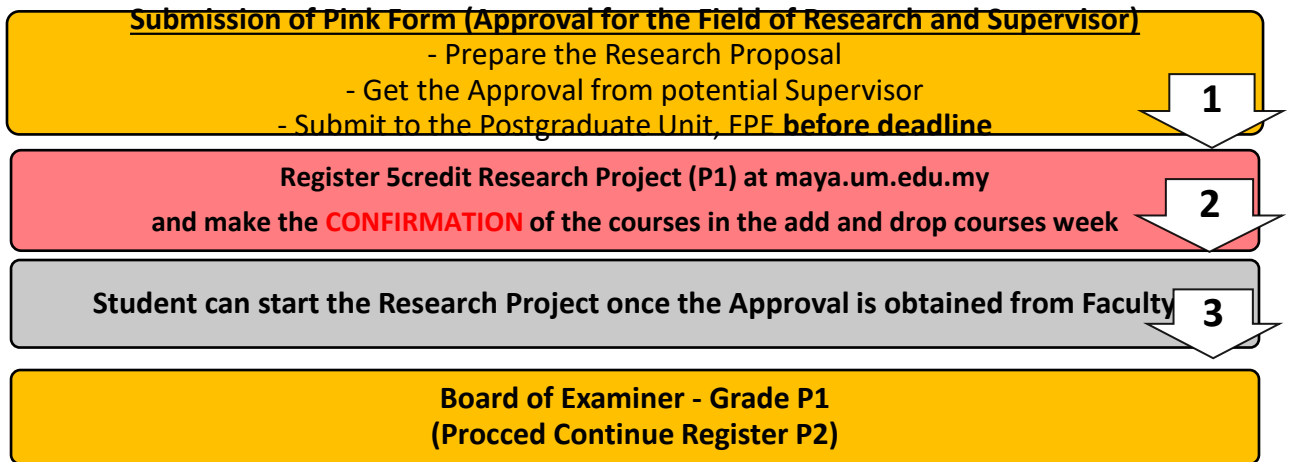 Submission of Pink Form (Approval for the Field of Research and Supervisor)
- Prepare the Research Proposal
- Get the Approval from potential Supervisor
- Submit to the Postgraduate Unit, FPE before deadline
1
Register 5credit Research Project (P1) at maya.um.edu.my
and make the CONFIRMATION of the courses in the add and drop courses week
2
Student can start the Research Project once the Approval is obtained from Faculty
3
Board of Examiner - Grade P1
(Procced Continue Register P2)